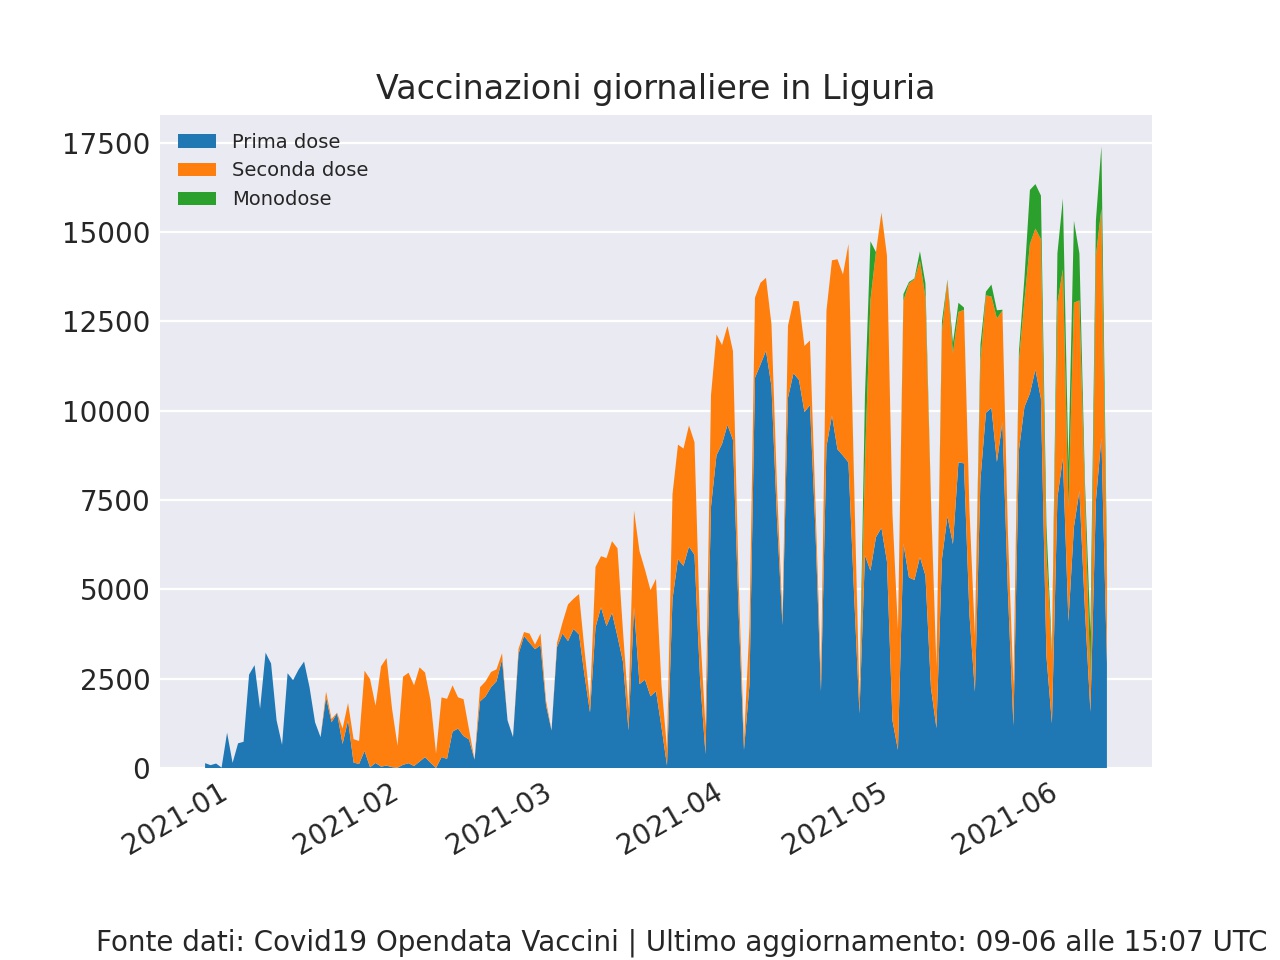 Vaccinazioni giornaliere in Liguria
17500
15000
12500
10000
7500
5000
2500
0
Prima dose
Seconda dose
Monodose
2021-01
2021-02
2021-03
2021-04
2021-05
2021-06
Fonte dati: Covid19 Opendata Vaccini | Ultimo aggiornamento: 09-06 alle 15:07 UTC